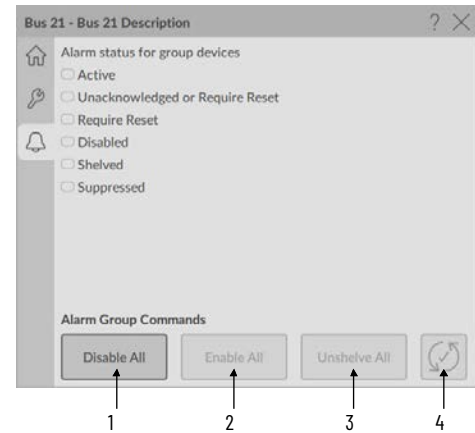 Bus 21 - Bus 21 Description ?
Alarm status for group devices
Active
Unacknowledged or Require Reset
Require Reset
Disabled
Shelved
Suppressed
Alarm Group Commands
Disable All Enable All Unshelve All
1 2 3 4